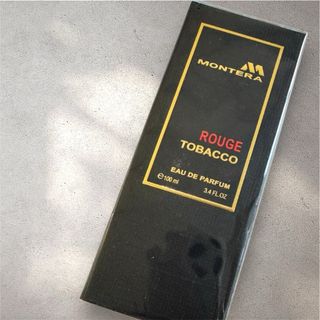 MONTERA
ROUGE
TOBACCO
EAU DE PARFUM
℮100 ml
3.4 FL.OZ